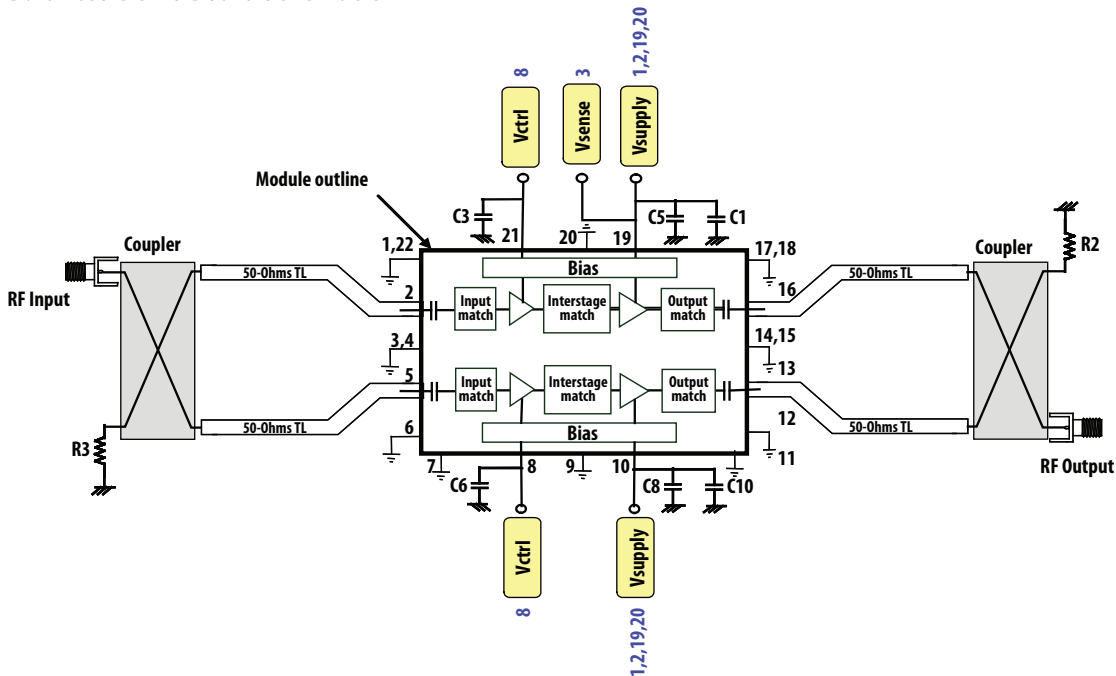 8
3
1,2,19,20
Vctrl
Vsense
Vsupply
Module outline
C3
C5
C1
R2
Coupler
1,22
21
20
19
17,18
Coupler
RF Input
50-Ohms TL
Bias
50-Ohms TL
2
Input match
Interstage match
Output match
16
3,4
14,15
5
Input match
Interstage match
Output match
13
R3
50-Ohms TL
6
Bias
12
50-Ohms TL
RF Output
7
8
9
10
11
C6
C8
C10
Vctrl
Vsupply
8
1,2,19,20